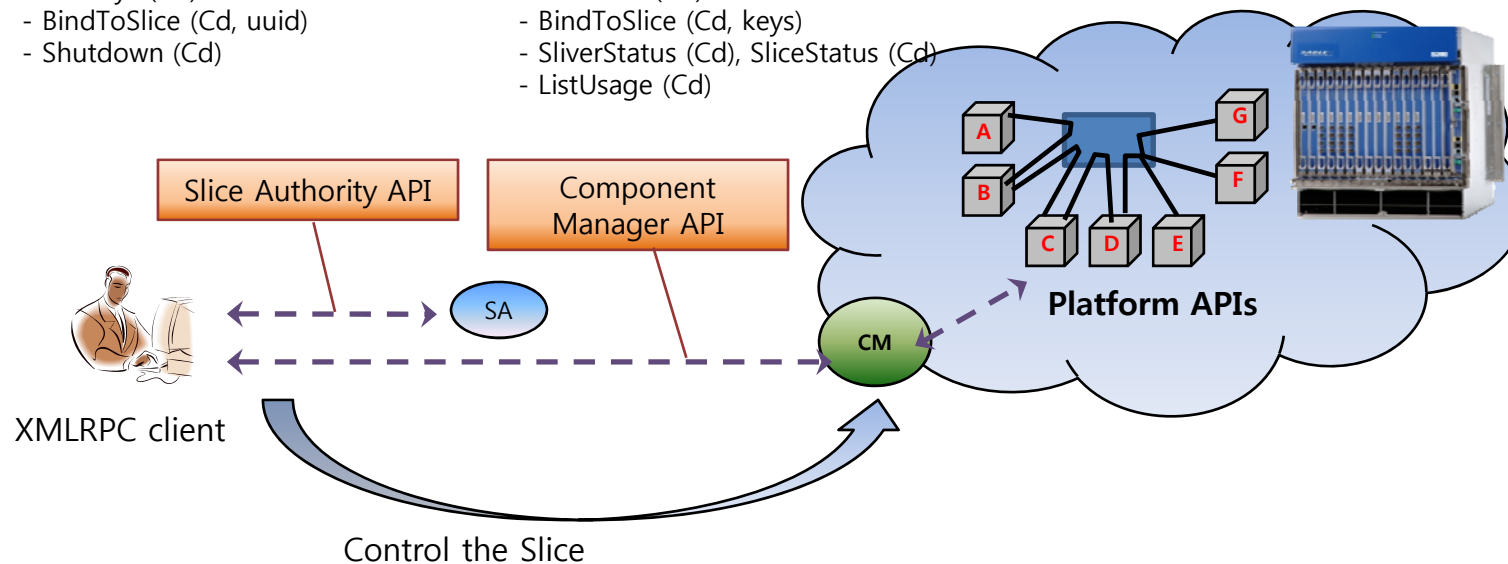 - BindToSlice (Cd, uuid)
- Shutdown (Cd)
- BindToSlice (Cd, keys)
- SliverStatus (Cd), SliceStatus (Cd)
- ListUsage (Cd)
Slice Authority API
Component
Manager API
A
B
C
D
E
F
G
Platform APIs
SA
CM
XMLRPC client
Control the Slice